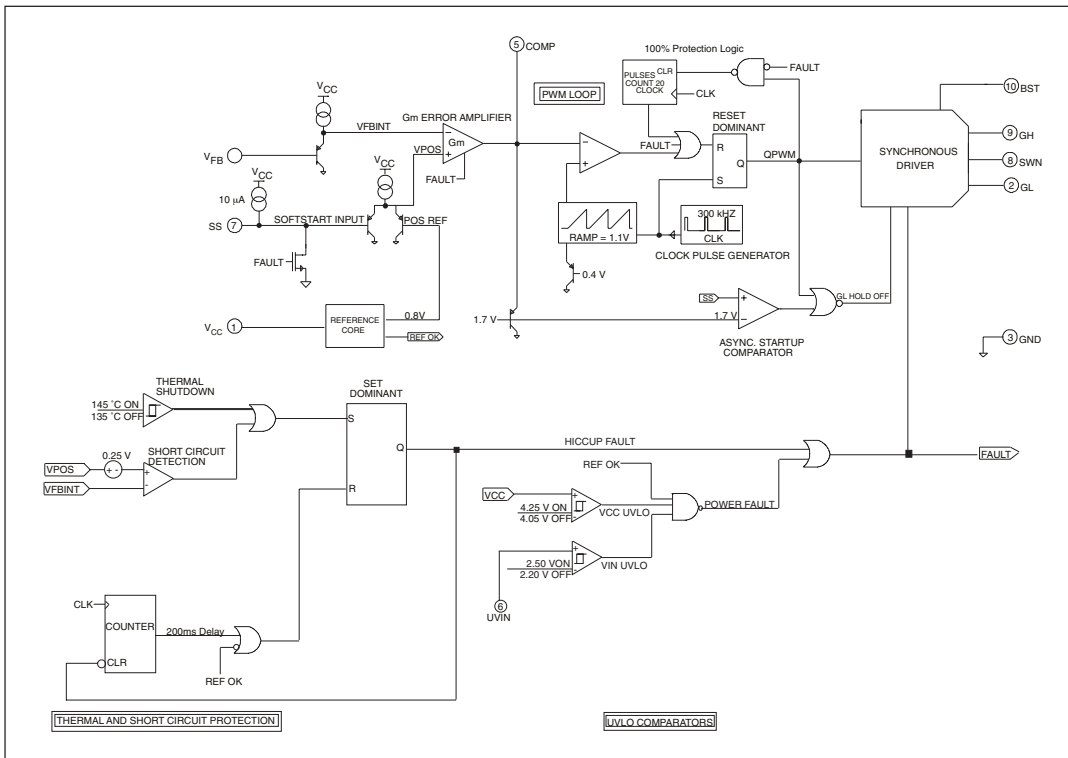 5 COMP
100% Protection Logic
V CC
PWM LOOP
PULSES
COUNT 20
CLOCK
CLR
CLK
FAULT
10 BST
VFBINT
Gm ERROR AMPLIFIER
Gm
RESET
DOMINANT
9 GH
V FB
V CC
VPOS
FAULT
FAULT
R
Q
S
QPWM
SYNCHRONOUS
DRIVER
8 SWN
2 GL
V CC
10 µA
SS 7
SOFTSTART INPUT
POS REF
RAMP = 1.1V
300 kHZ
CLK
CLOCK PULSE GENERATOR
FAULT
0.4 V
SS
GL HOLD OFF
V CC 1
REFERENCE
CORE
0.8V
REF OK
1.7 V
1.7 V
ASYNC. STARTUP
COMPARATOR
3 GND
THERMAL
SHUTDOWN
145 ˚C ON
135 ˚C OFF
SET
DOMINANT
S
Q
R
0.25 V
SHORT CIRCUIT
DETECTION
VPOS
VFBINT
HICCUP FAULT
REF OK
FAULT
VCC
4.25 V ON
4.05 V OFF
VCC UVLO
POWER FAULT
2.50 VON
2.20 V OFF
VIN UVLO
6
UVIN
CLK
COUNTER
CLR
200ms Delay
REF OK
THERMAL AND SHORT CIRCUIT PROTECTION
UVLO COMPARATORS